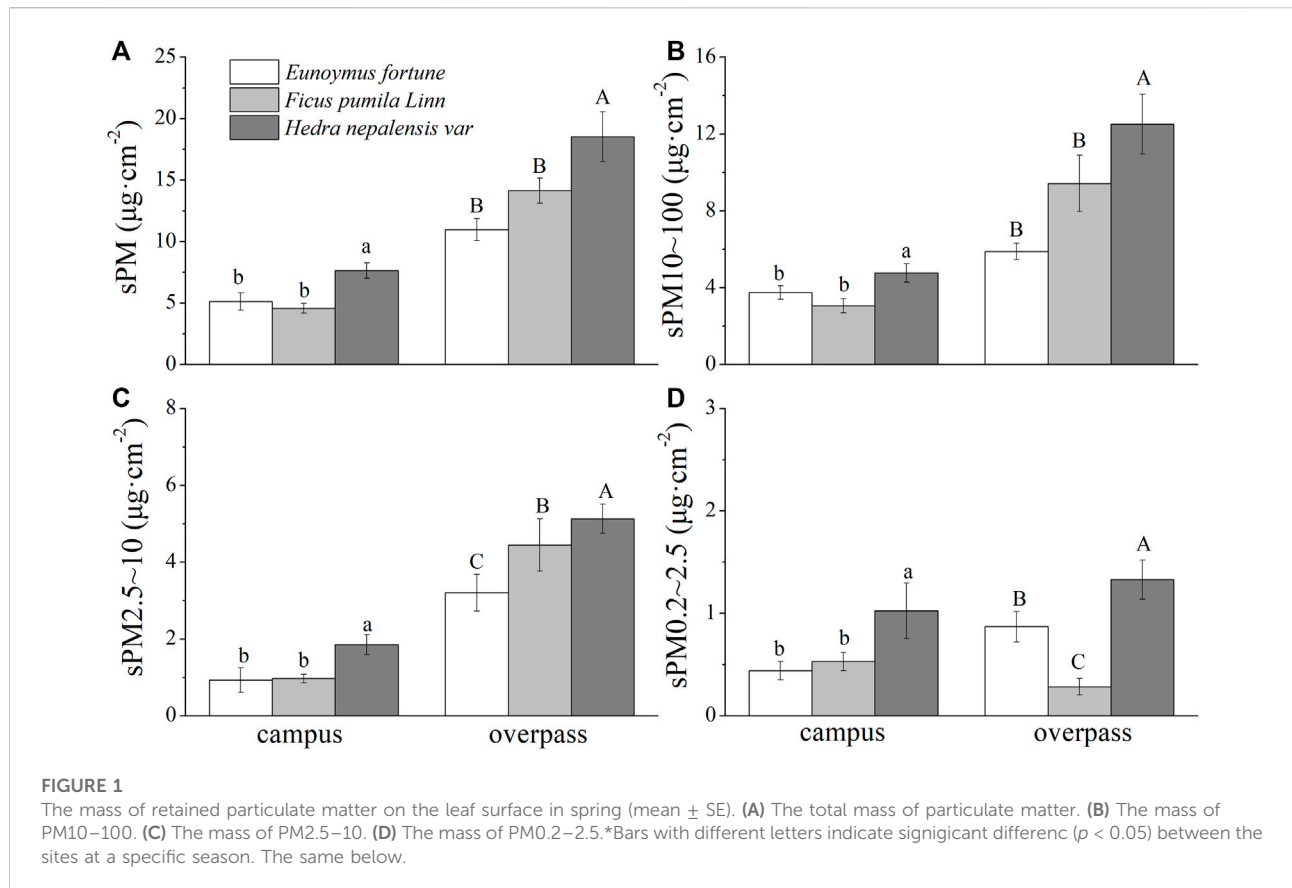 A
25
20
15
10
5
0
sPM (μg·cm-2)
Eunoymus fortune
Ficus pumila Linn
Hedra nepalensis var
b
b
a
B
B
A
B
16
12
8
4
0
sPM10~100 (μg·cm-2)
b
b
a
B
B
A
C
8
6
4
2
0
sPM2.5~10 (μg·cm-2)
b
b
a
C
B
A
campus
overpass
D
3
2
1
0
sPM0.2~2.5 (μg·cm-2)
b
b
a
B
C
A
campus
overpass
FIGURE 1
The mass of retained particulate matter on the leaf surface in spring (mean ± SE). (A) The total mass of particulate matter. (B) The mass of
PM10–100. (C) The mass of PM2.5–10. (D) The mass of PM0.2–2.5.*Bars with different letters indicate signigicant differenc (p < 0.05) between the
sites at a specific season. The same below.